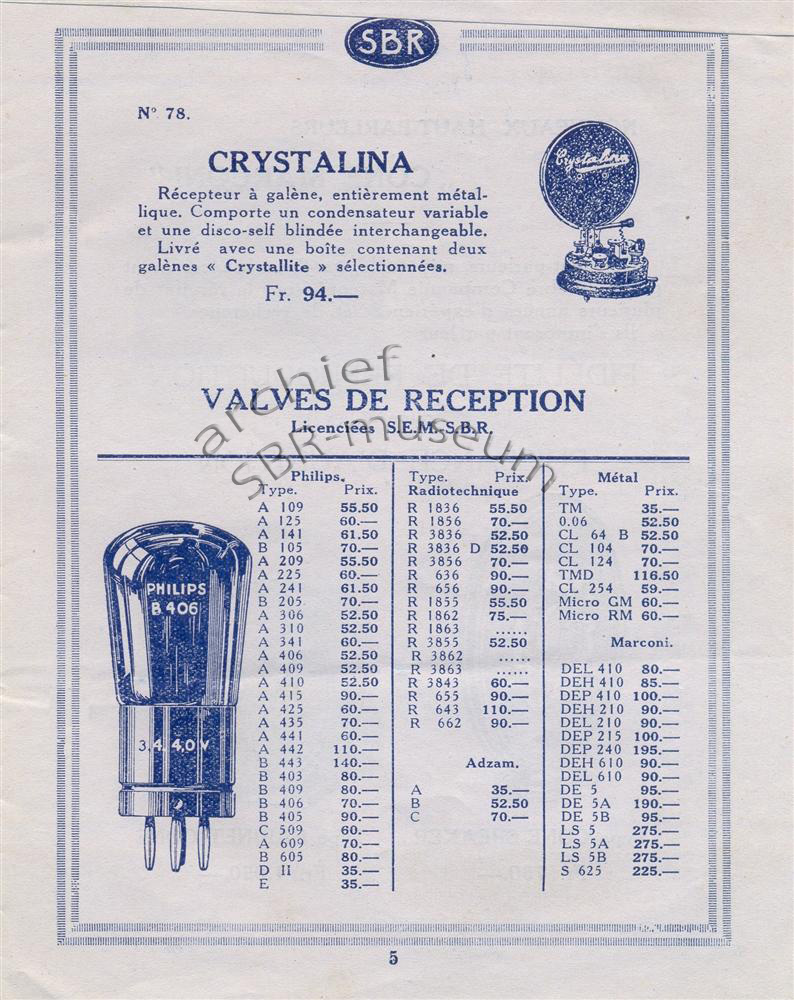 SBR
N° 78.
CRYSTALINA
Récepteur à galène, entièrement métal-
lique. Comporte un condensateur variable
et une disco-self blindée interchangeable.
Livré avec une boîte contenant deux
galènes « Crystallite » sélectionnées.
Fr. 94.—
Crystalina
VALVES DE RECEPTION
Licenciées S.E.M.-S.B.R.
archief
SBR-museum
PHILIPS
B 406
3,4. 4,0 V
Philips.
Type. Prix.
A 109 55.50
A 125 60.—
A 141 61.50
B 105 70.—
A 209 55.50
A 225 60.—
A 241 61.50
B 205 70.—
A 306 52.50
A 310 52.50
A 341 60.—
A 406 52.50
A 409 52.50
A 410 52.50
A 415 90.—
A 425 60.—
A 435 70.—
A 441 60.—
A 442 110.—
B 443 140.—
B 403 80.—
B 409 80.—
B 406 70.—
B 405 90.—
C 509 60.—
A 609 70.—
B 605 80.—
D II 35.—
E 35.—
Type. Prix.
Radiotechnique
R 1836 55.50
R 1856 70.—
R 3836 52.50
R 3836 D 52.50
R 3856 70.—
R 636 90.—
R 656 90.—
R 1855 55.50
R 1862 75.—
R 1863 ......
R 3855 52.50
R 3862 ......
R 3863 ......
R 3843 60.—
R 655 90.—
R 643 110.—
R 662 90.—
Adzam.
A 35.—
B 52.50
C 70.—
Métal
Type. Prix.
TM 35.—
0.06 52.50
CL 64 B 52.50
CL 104 70.—
CL 124 70.—
TMD 116.50
CL 254 59.—
Micro GM 60.—
Micro RM 60.—
Marconi.
DEL 410 80.—
DEH 410 85.—
DEP 410 100.—
DEH 210 90.—
DEL 210 90.—
DEP 215 100.—
DEP 240 195.—
DEH 610 90.—
DEL 610 90.—
DE 5 95.—
DE 5A 190.—
DE 5B 95.—
LS 5 275.—
LS 5A 275.—
LS 5B 275.—
S 625 225.—
5